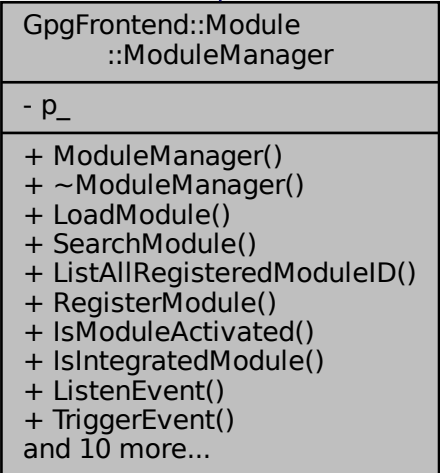 GpgFrontend::Module
::ModuleManager
- p_
+ ModuleManager()
+ ~ModuleManager()
+ LoadModule()
+ SearchModule()
+ ListAllRegisteredModuleID()
+ RegisterModule()
+ IsModuleActivated()
+ IsIntegratedModule()
+ ListenEvent()
+ TriggerEvent()
and 10 more...